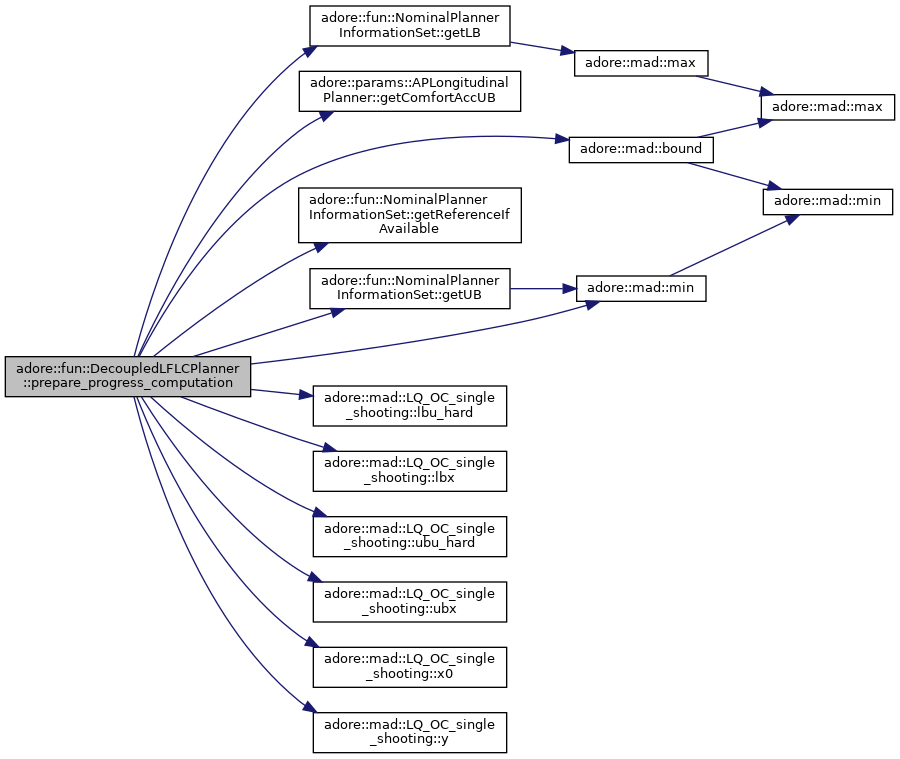 adore::fun::NominalPlanner
InformationSet::getLB
adore::mad::max
adore::params::APLongitudinal
Planner::getComfortAccUB
adore::mad::max
adore::mad::bound
adore::fun::NominalPlanner
InformationSet::getReferenceIf
Available
adore::mad::min
adore::fun::NominalPlanner
InformationSet::getUB
adore::mad::min
adore::fun::DecoupledLFLCPlanner
::prepare_progress_computation
adore::mad::LQ_OC_single
_shooting::lbu_hard
adore::mad::LQ_OC_single
_shooting::lbx
adore::mad::LQ_OC_single
_shooting::ubu_hard
adore::mad::LQ_OC_single
_shooting::ubx
adore::mad::LQ_OC_single
_shooting::x0
adore::mad::LQ_OC_single
_shooting::y